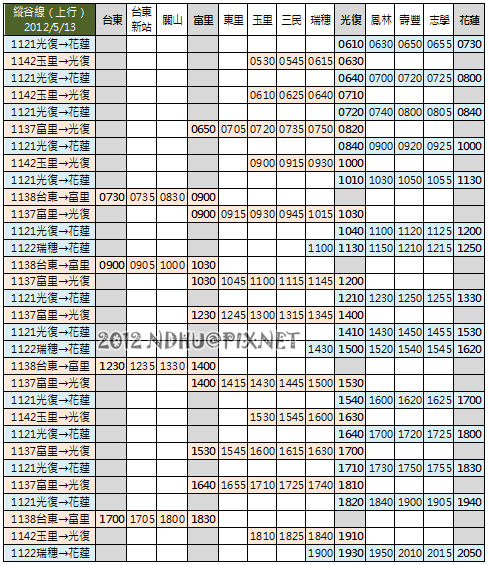 縱谷線（上行） 台東 台東新站 關山 富里 東里 玉里 三民 瑞穗 光復 鳳林 壽豐 志學 花蓮
2012/5/13
1121光復→花蓮 0610 0630 0650 0655 0730
1142玉里→光復 0530 0545 0615 0630
1121光復→花蓮 0640 0700 0720 0725 0800
1142玉里→光復 0610 0625 0640 0710
1121光復→花蓮 0720 0740 0800 0805 0840
1137富里→光復 0650 0705 0720 0735 0750 0820
1121光復→花蓮 0840 0900 0920 0925 1000
1142玉里→光復 0900 0915 0930 1000
1121光復→花蓮 1010 1030 1050 1055 1130
1138台東→富里 0730 0735 0830 0900
1137富里→光復 0900 0915 0930 0945 1015 1030
1121光復→花蓮 1040 1100 1120 1125 1200
1122瑞穗→花蓮 1100 1130 1150 1210 1215 1250
1138台東→富里 0900 0905 1000 1030
1137富里→光復 1030 1045 1100 1115 1145 1200
1121光復→花蓮 1210 1230 1250 1255 1330
1137富里→光復 1230 1245 1300 1315 1345 1400
1121光復→花蓮 1410 1430 1450 1455 1530
2012.NDHU@PIXNET
1122瑞穗→花蓮 1430 1500 1520 1540 1545 1620
1138台東→富里 1230 1235 1330 1400
1137富里→光復 1400 1415 1430 1445 1500 1530
1121光復→花蓮 1540 1600 1620 1625 1700
1142玉里→光復 1530 1545 1600 1630
1121光復→花蓮 1640 1700 1720 1725 1800
1137富里→光復 1530 1545 1600 1615 1630 1700
1121光復→花蓮 1710 1730 1750 1755 1830
1137富里→光復 1640 1655 1710 1725 1740 1810
1121光復→花蓮 1820 1840 1900 1905 1940
1138台東→富里 1700 1705 1800 1830
1142玉里→光復 1810 1825 1840 1910
1122瑞穗→花蓮 1900 1930 1950 2010 2015 2050